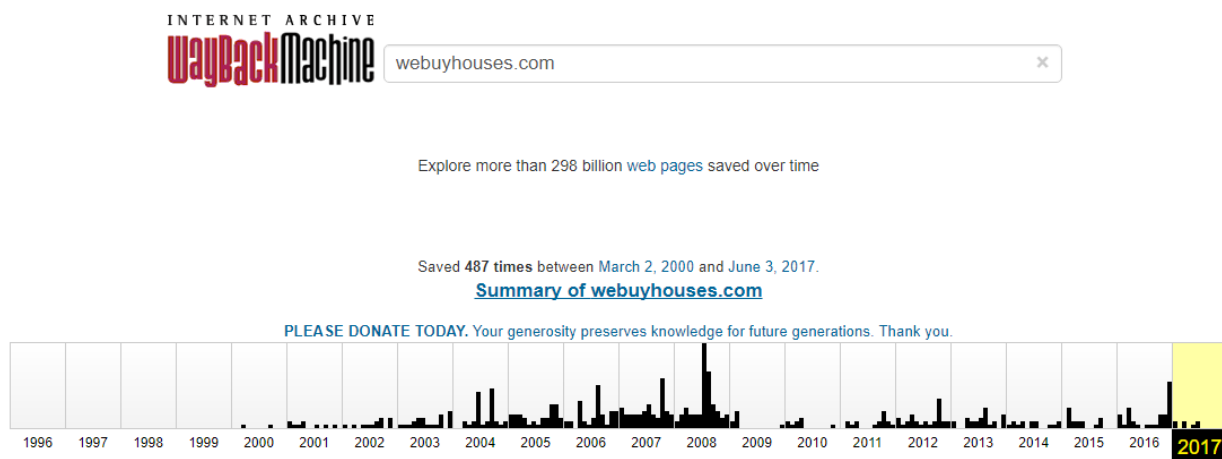 INTERNET ARCHIVE
WayBackMachine
webuyhouses.com ×
Explore more than 298 billion web pages saved over time
Saved 487 times between March 2, 2000 and June 3, 2017.
Summary of webuyhouses.com
PLEASE DONATE TODAY. Your generosity preserves knowledge for future generations. Thank you.
1996 1997 1998 1999 2000 2001 2002 2003 2004 2005 2006 2007 2008 2009 2010 2011 2012 2013 2014 2015 2016 2017